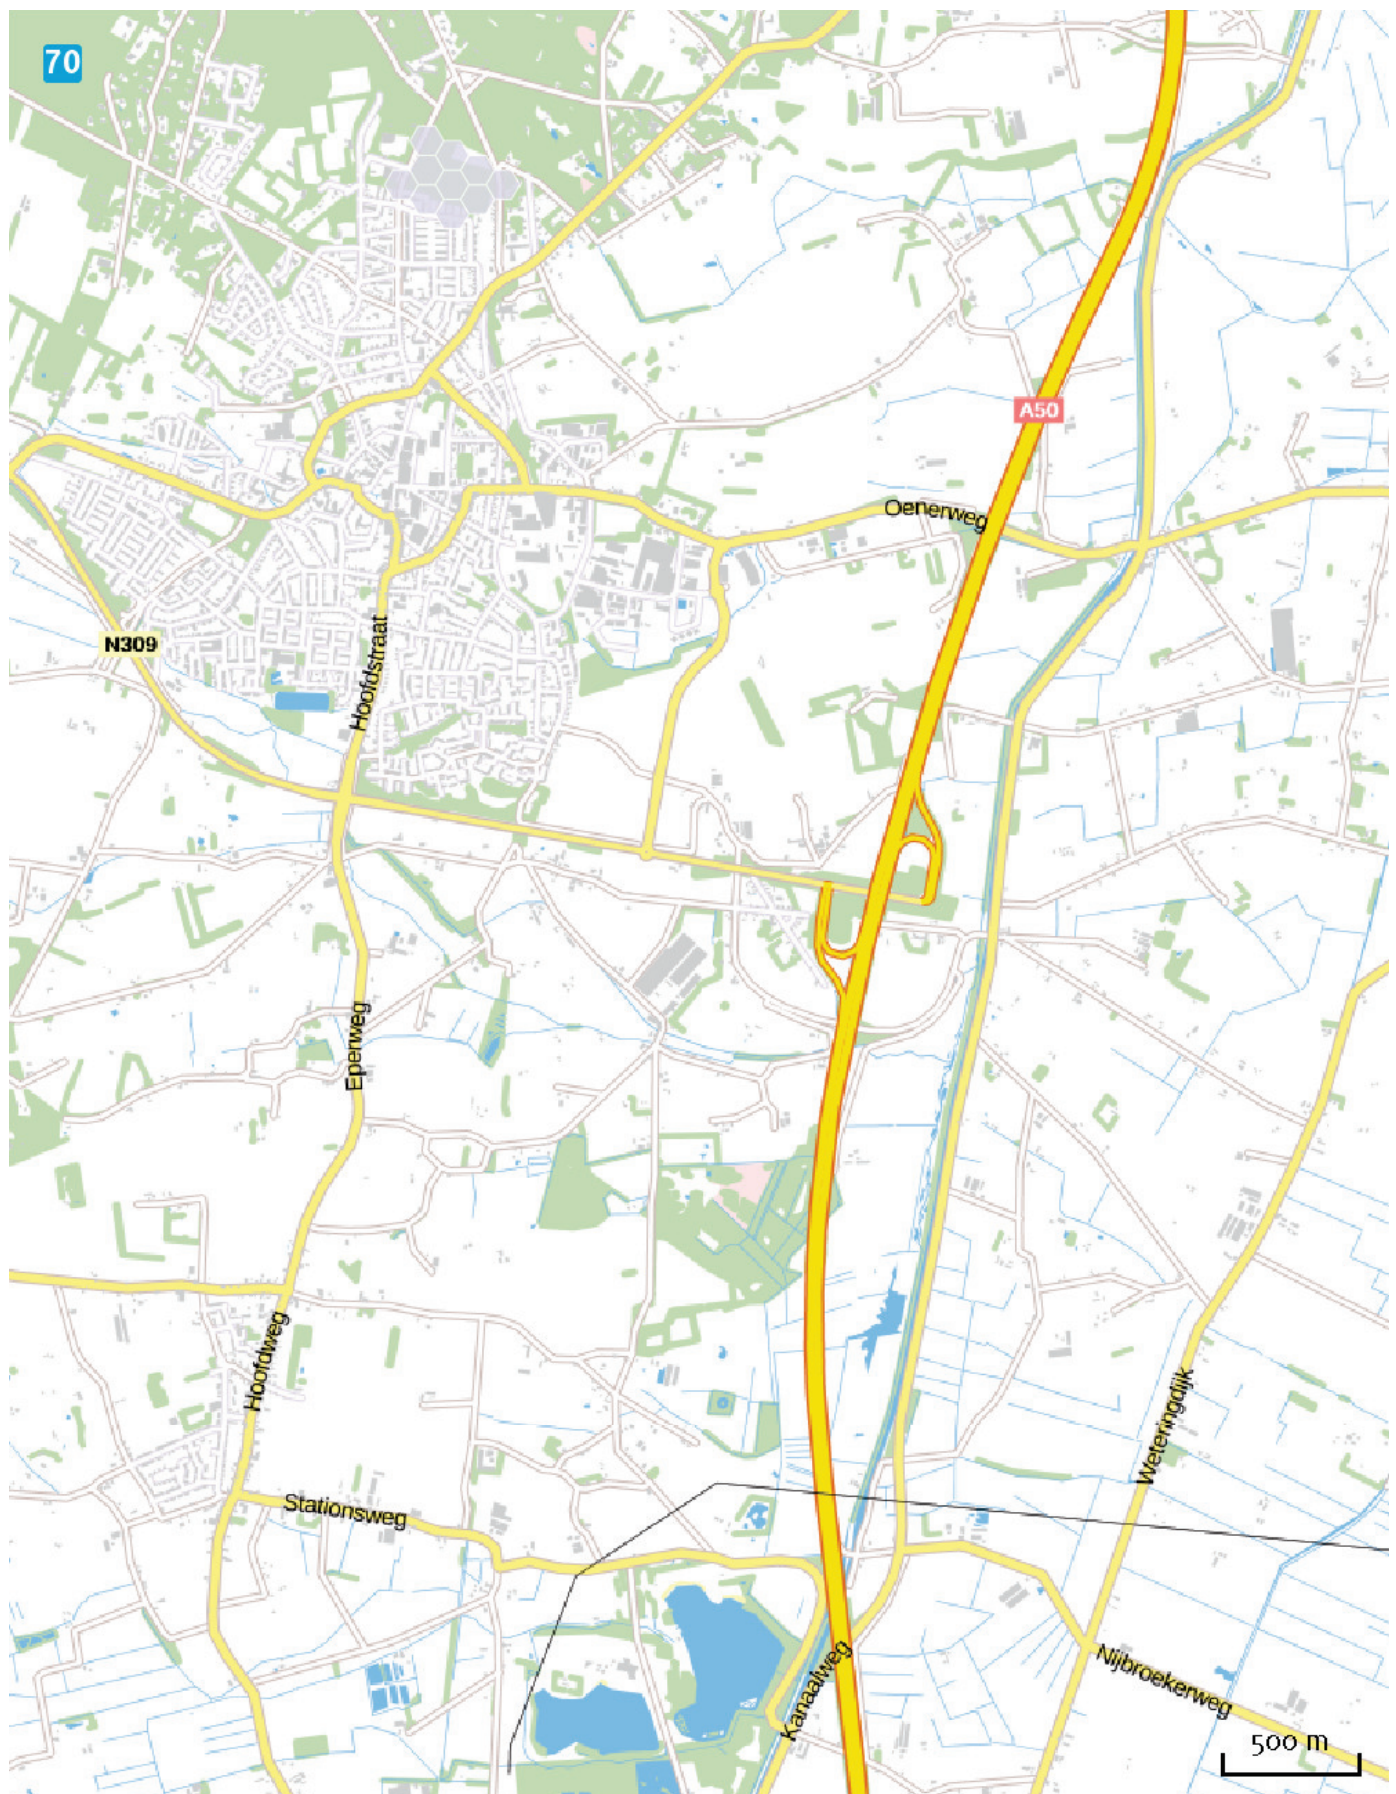 70
A50
Oenerweg
N309
Hoofdstraat
Eperweg
Hoofdweg
Weteringdijk
Stationsweg
Kanaalweg
Nijbroekerweg
500 m